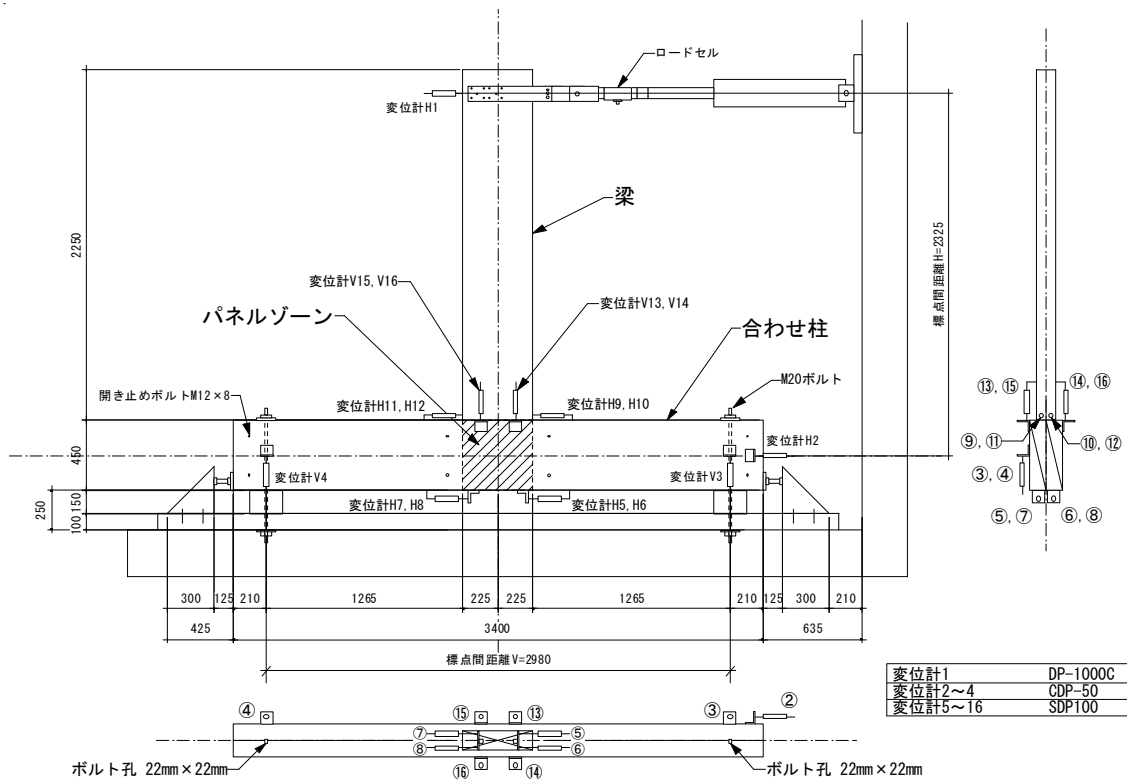 ロードセル
変位計H1
梁
2250
標点間距離H=2325
変位計V15, V16
変位計V13, V14
パネルゾーン
合わせ柱
M20ボルト
開き止めボルトM12×8
変位計H11, H12
変位計H9, H10
変位計H2
450
変位計V4
変位計V3
変位計H7, H8
変位計H5, H6
250
150
100
⑬, ⑮
⑭, ⑯
⑨, ⑪
⑩, ⑫
③, ④
⑤, ⑦
⑥, ⑧
300
125
210
1265
225
225
1265
210
125
300
210
425
3400
635
標点間距離V=2980
変位計1 DP-1000C
変位計2～4 CDP-50
変位計5～16 SDP100
④
⑮
⑬
③
②
⑦
⑤
⑧
⑥
⑯
⑭
ボルト孔 22mm×22mm
ボルト孔 22mm×22mm